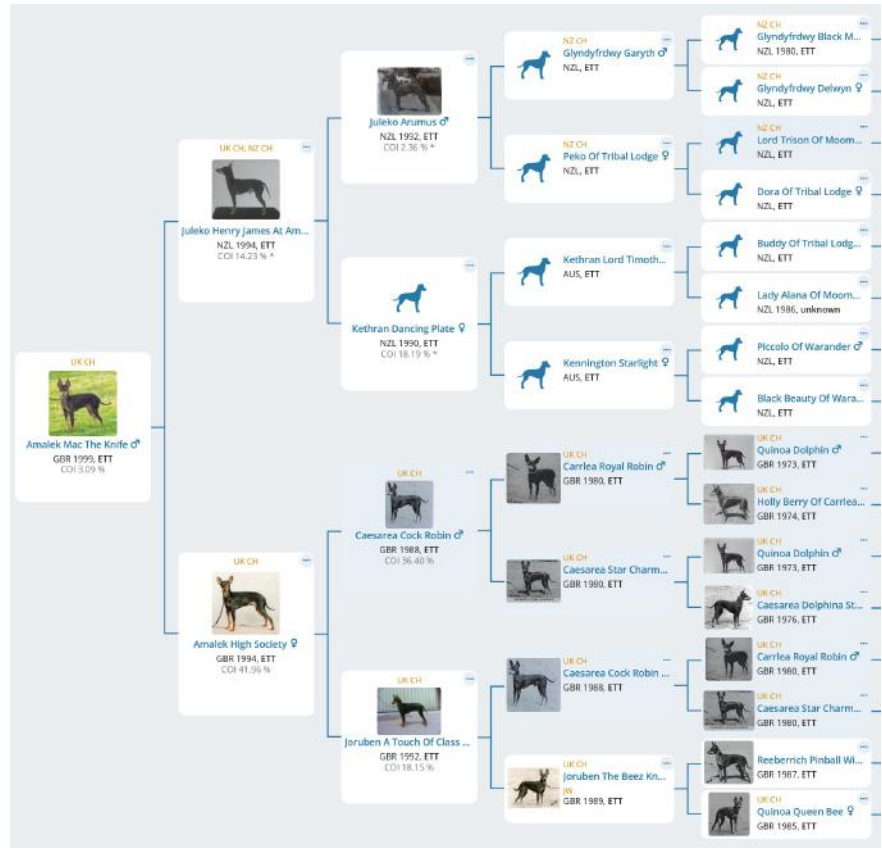 UK CH
Amalek Mac The Knife ♂
GBR 1999, ETT
COI 3.09 %
UK CH, NZ CH
Juleko Henry James At Am...
NZL 1994, ETT
COI 14.23 % *
UK CH
Amalek High Society ♀
GBR 1994, ETT
COI 41.96 %
Juleko Arumus ♂
NZL 1992, ETT
COI 2.36 % *
Kethran Dancing Plate ♀
NZL 1990, ETT
COI 18.19 % *
UK CH
Caesarea Cock Robin ♂
GBR 1988, ETT
COI 36.40 %
UK CH
Joruben A Touch Of Class ...
GBR 1992, ETT
COI 18.15 %
NZ CH
Glyndyfrdwy Garyth ♂
NZL, ETT
NZ CH
Peko Of Tribal Lodge ♀
NZL, ETT
Kethran Lord Timoth...
AUS, ETT
Kennington Starlight ♀
AUS, ETT
UK CH
Carrlea Royal Robin ♂
GBR 1980, ETT
UK CH
Caesarea Star Charm...
GBR 1980, ETT
UK CH
Caesarea Cock Robin ...
GBR 1988, ETT
UK CH
Joruben The Beez Kn...
JW
GBR 1989, ETT
NZ CH
Glyndyfrdwy Black M...
NZL 1980, ETT
NZ CH
Glyndyfrdwy Delwyn ♀
NZL, ETT
NZ CH
Lord Trison Of Moom...
NZL, ETT
Dora Of Tribal Lodge ♀
NZL, ETT
Buddy Of Tribal Lodg...
NZL, ETT
Lady Alana Of Moom...
NZL 1986, unknown
Piccolo Of Warander ♂
NZL, ETT
Black Beauty Of Wara...
NZL, ETT
UK CH
Quinoa Dolphin ♂
GBR 1973, ETT
UK CH
Holly Berry Of Carrlea...
GBR 1974, ETT
UK CH
Quinoa Dolphin ♂
GBR 1973, ETT
Caesarea Dolphina St...
GBR 1976, ETT
UK CH
Carrlea Royal Robin ♂
GBR 1980, ETT
UK CH
Caesarea Star Charm...
GBR 1980, ETT
Reeberrich Pinball Wi...
GBR 1987, ETT
UK CH
Quinoa Queen Bee ♀
GBR 1985, ETT